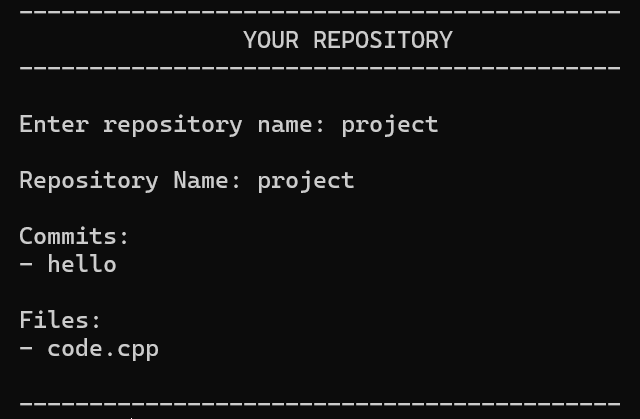 -------------------------------------------
YOUR REPOSITORY
-------------------------------------------
Enter repository name: project
Repository Name: project
Commits:
- hello
Files:
- code.cpp
-------------------------------------------